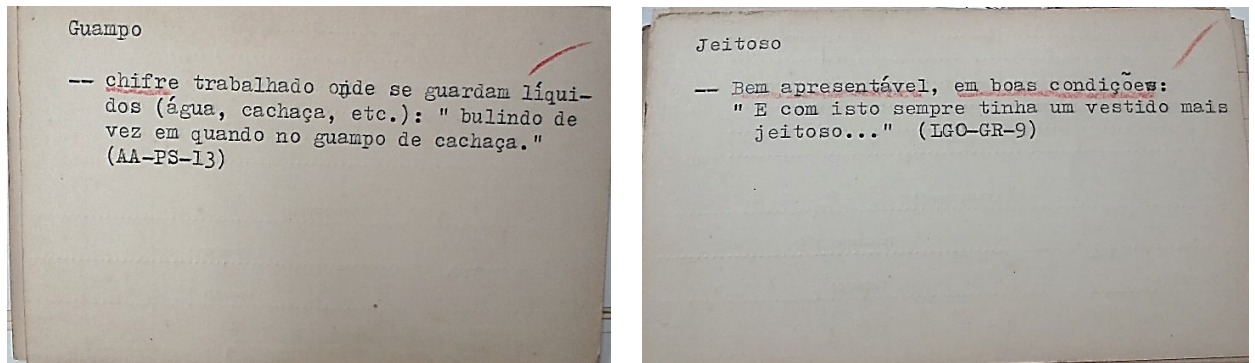 Guampo
-- chifre trabalhado onde se guardam líqui-
dos (água, cachaça, etc.): " bulindo de
vez em quando no guampo de cachaça."
(AA-PS-13)
Jeitoso
-- Bem apresentável, em boas condições:
" E com isto sempre tinha um vestido mais
jeitoso..." (LGO-GR-9)